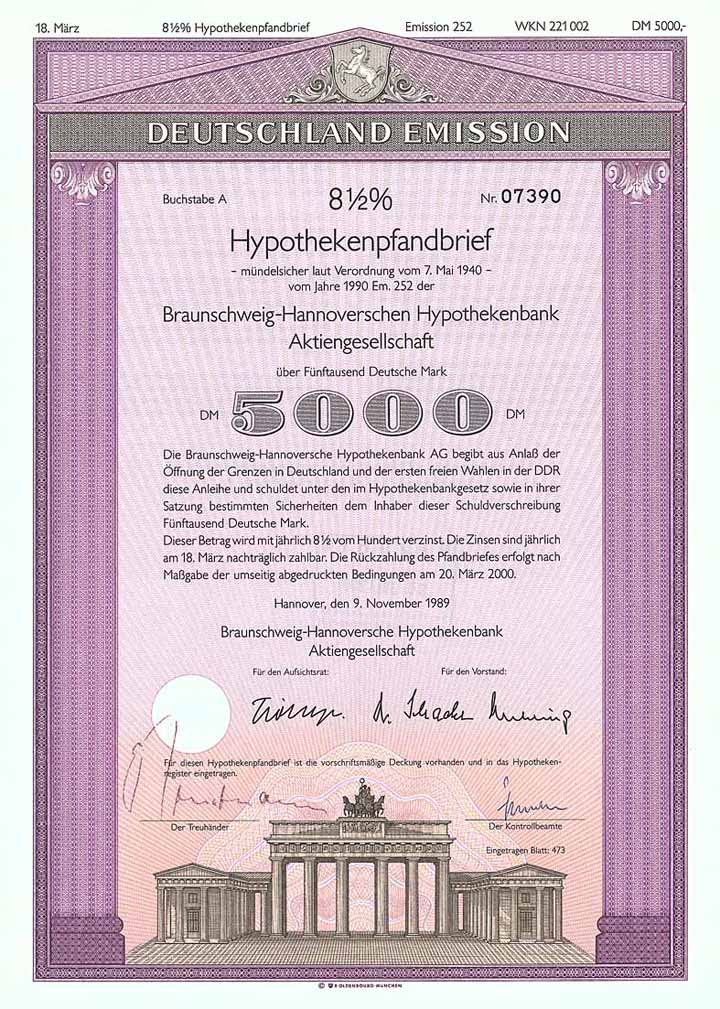 18. März 8½% Hypothekenpfandbrief Emission 252 WKN 221 002 DM 5000,-
DEUTSCHLAND EMISSION
Buchstabe A 8½% Nr. 07390
Hypothekenpfandbrief
– mündelsicher laut Verordnung vom 7. Mai 1940 –
vom Jahre 1990 Em. 252 der
Braunschweig-Hannoverschen Hypothekenbank
Aktiengesellschaft
über Fünftausend Deutsche Mark
DM 5000 DM
Die Braunschweig-Hannoversche Hypothekenbank AG begibt aus Anlaß der
Öffnung der Grenzen in Deutschland und der ersten freien Wahlen in der DDR
diese Anleihe und schuldet unter den im Hypothekenbankgesetz sowie in ihrer
Satzung bestimmten Sicherheiten dem Inhaber dieser Schuldverschreibung
Fünftausend Deutsche Mark.
Dieser Betrag wird mit jährlich 8½ vom Hundert verzinst. Die Zinsen sind jährlich
am 18. März nachträglich zahlbar. Die Rückzahlung des Pfandbriefes erfolgt nach
Maßgabe der umseitig abgedruckten Bedingungen am 20. März 2000.
Hannover, den 9. November 1989
Braunschweig-Hannoversche Hypothekenbank
Aktiengesellschaft
Für den Aufsichtsrat: Für den Vorstand:
Für diesen Hypothekenpfandbrief ist die vorschriftsmäßige Deckung vorhanden und in das Hypotheken-
register eingetragen.
Der Treuhänder Der Kontrollbeamte
Eingetragen Blatt: 473
© R. OLDENBOURG · MÜNCHEN